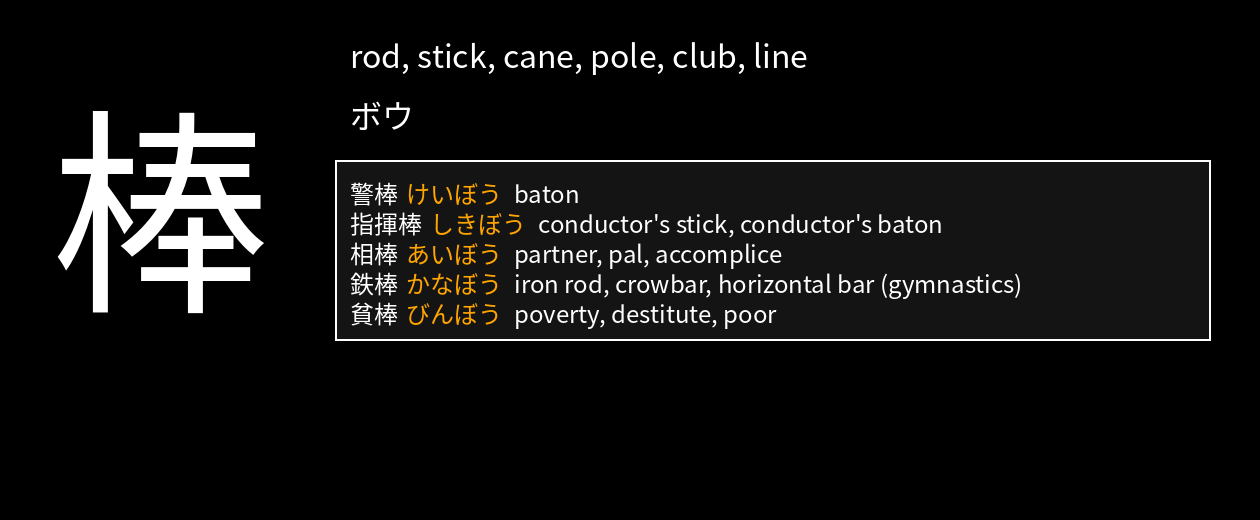 棒
rod, stick, cane, pole, club, line
ボウ
警棒 けいぼう baton
指揮棒 しきぼう conductor's stick, conductor's baton
相棒 あいぼう partner, pal, accomplice
鉄棒 かなぼう iron rod, crowbar, horizontal bar (gymnastics)
貧棒 びんぼう poverty, destitute, poor